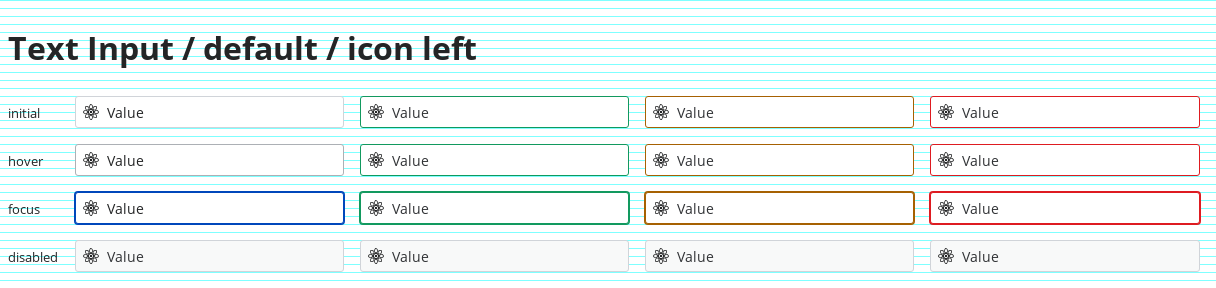 Text Input / default / icon left
initial Value Value Value Value
hover Value Value Value Value
focus Value Value Value Value
disabled Value Value Value Value